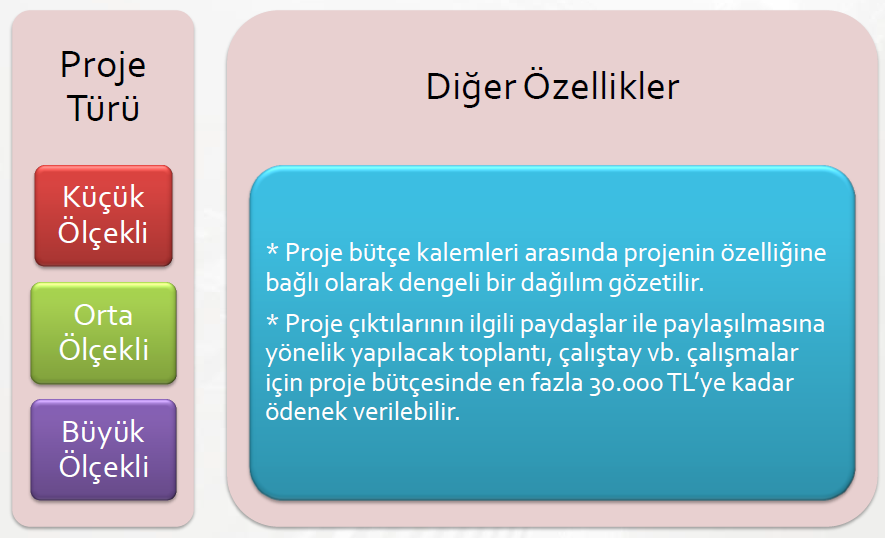 Proje
Türü
Küçük
Ölçekli
Orta
Ölçekli
Büyük
Ölçekli
Diğer Özellikler
* Proje bütçe kalemleri arasında projenin özelliğine
bağlı olarak dengeli bir dağılım gözetilir.
* Proje çıktılarının ilgili paydaşlar ile paylaşılmasına
yönelik yapılacak toplantı, çalıştay vb. çalışmalar
için proje bütçesinde en fazla 30.000 TL’ye kadar
ödenek verilebilir.